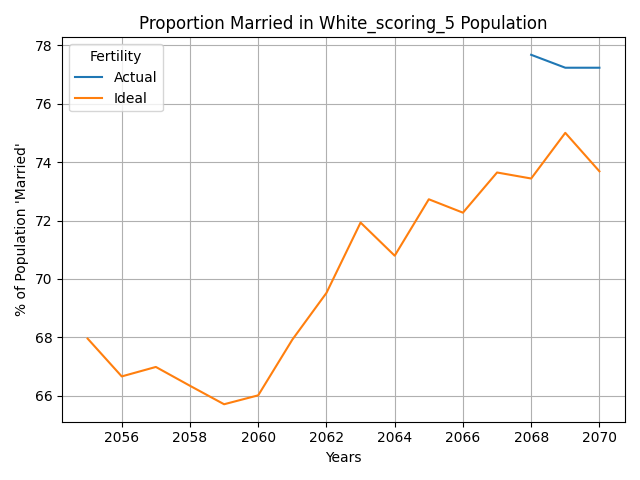 Proportion Married in White_scoring_5 Population
Fertility
Actual
Ideal
% of Population 'Married'
78
76
74
72
70
68
66
2056 2058 2060 2062 2064 2066 2068 2070
Years